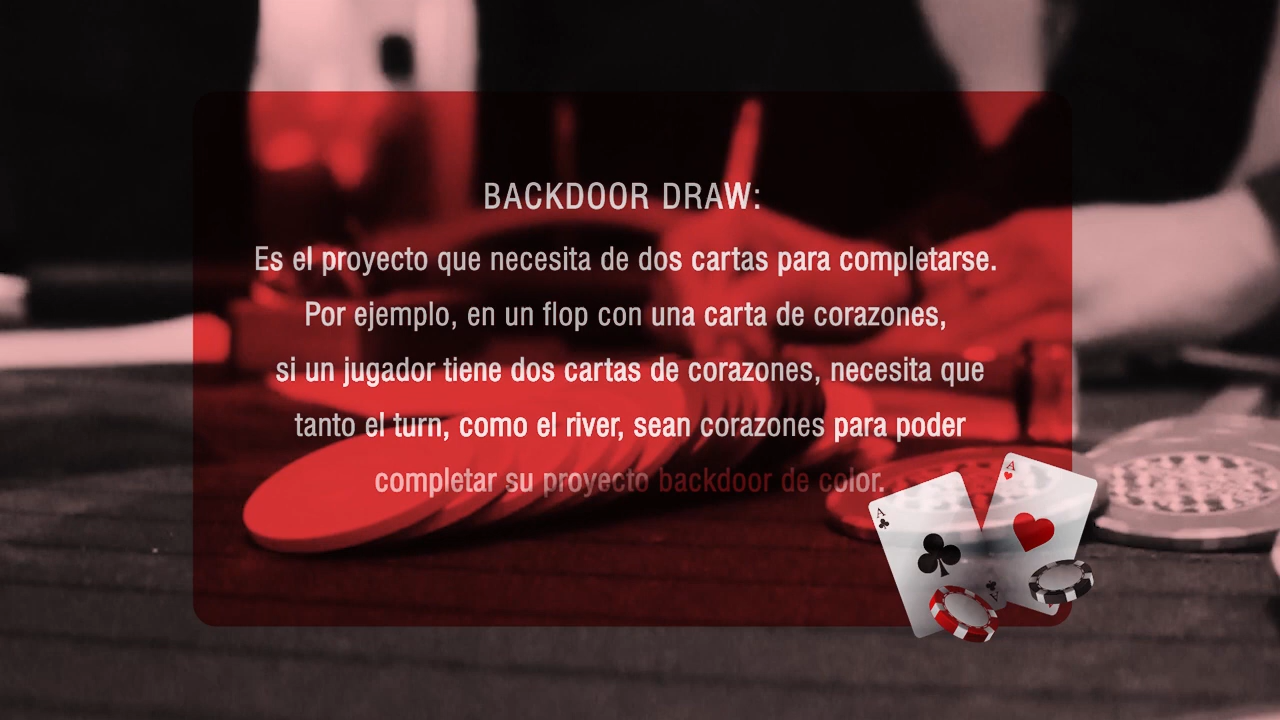 BACKDOOR DRAW:
Es el proyecto que necesita de dos cartas para completarse.
Por ejemplo, en un flop con una carta de corazones,
si un jugador tiene dos cartas de corazones, necesita que
tanto el turn, como el river, sean corazones para poder
completar su proyecto backdoor de color.
A
A
A